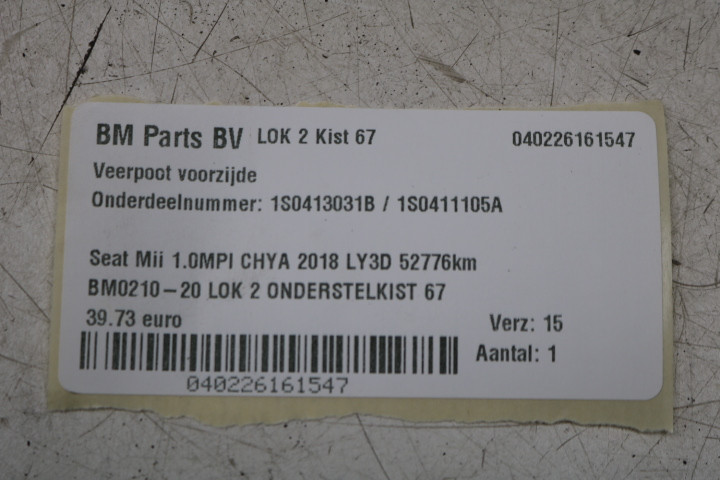 BM Parts BV LOK 2 Kist 67 040226161547
Veerpoot voorzijde
Onderdeelnummer: 1S0413031B / 1S0411105A
Seat Mii 1.0MPI CHYA 2018 LY3D 52776km
BM0210-20 LOK 2 ONDERSTELKIST 67
39.73 euro Verz: 15
Aantal: 1
040226161547